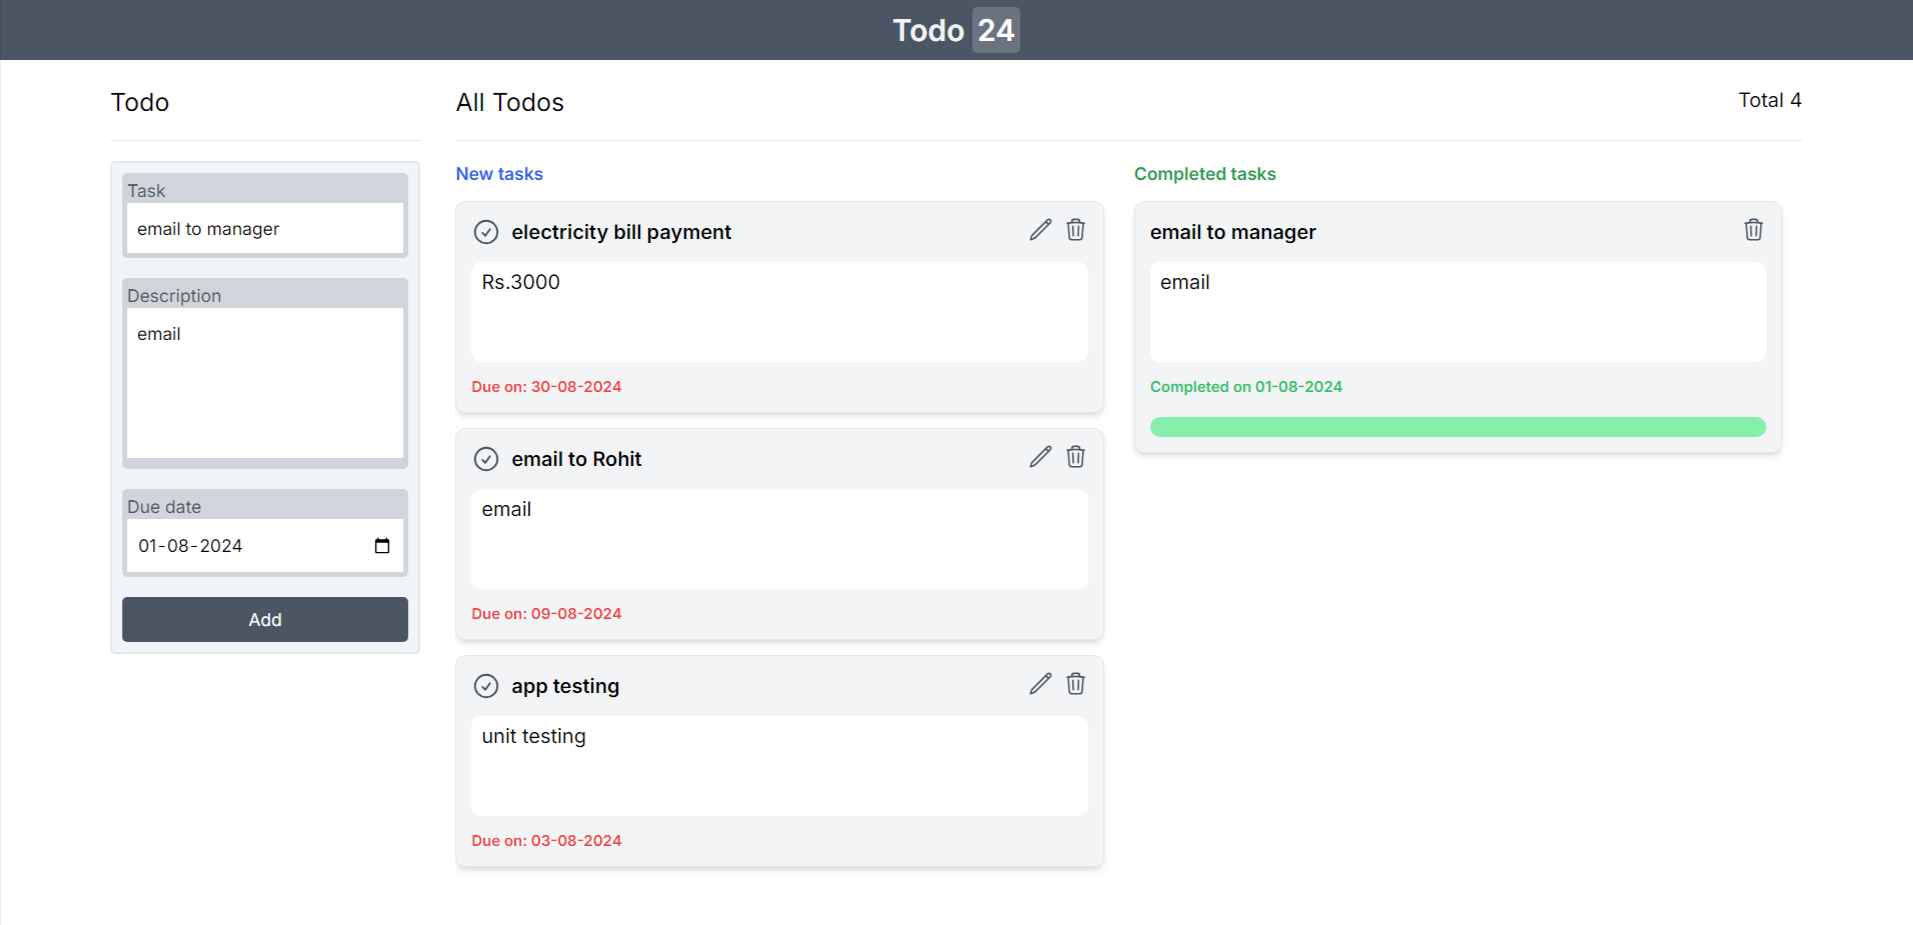 Todo 24
Todo
Task
email to manager
Description
email
Due date
01-08-2024
Add
All Todos
Total 4
New tasks
electricity bill payment
Rs.3000
Due on: 30-08-2024
email to Rohit
email
Due on: 09-08-2024
app testing
unit testing
Due on: 03-08-2024
Completed tasks
email to manager
email
Completed on 01-08-2024